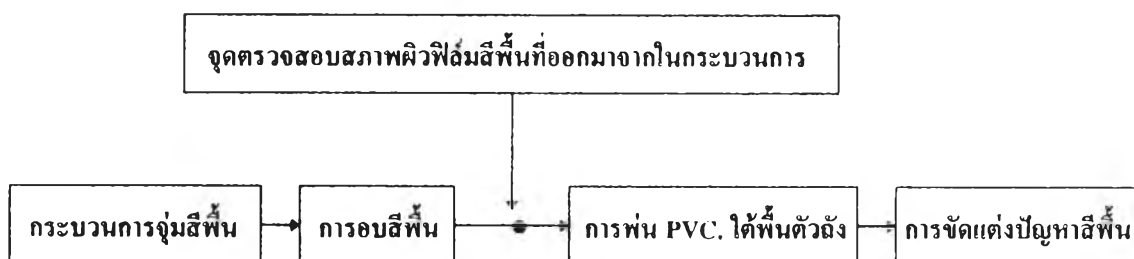 จุดตรวจสอบสภาพผิวฟิล์มสีพื้นที่ออกมาจากในกระบวนการ
กระบวนการจุ่มสีพื้น
การอบสีพื้น
การพ่น PVC. ใต้พื้นตัวถัง
การขัดแต่งปัญหาสีพื้น